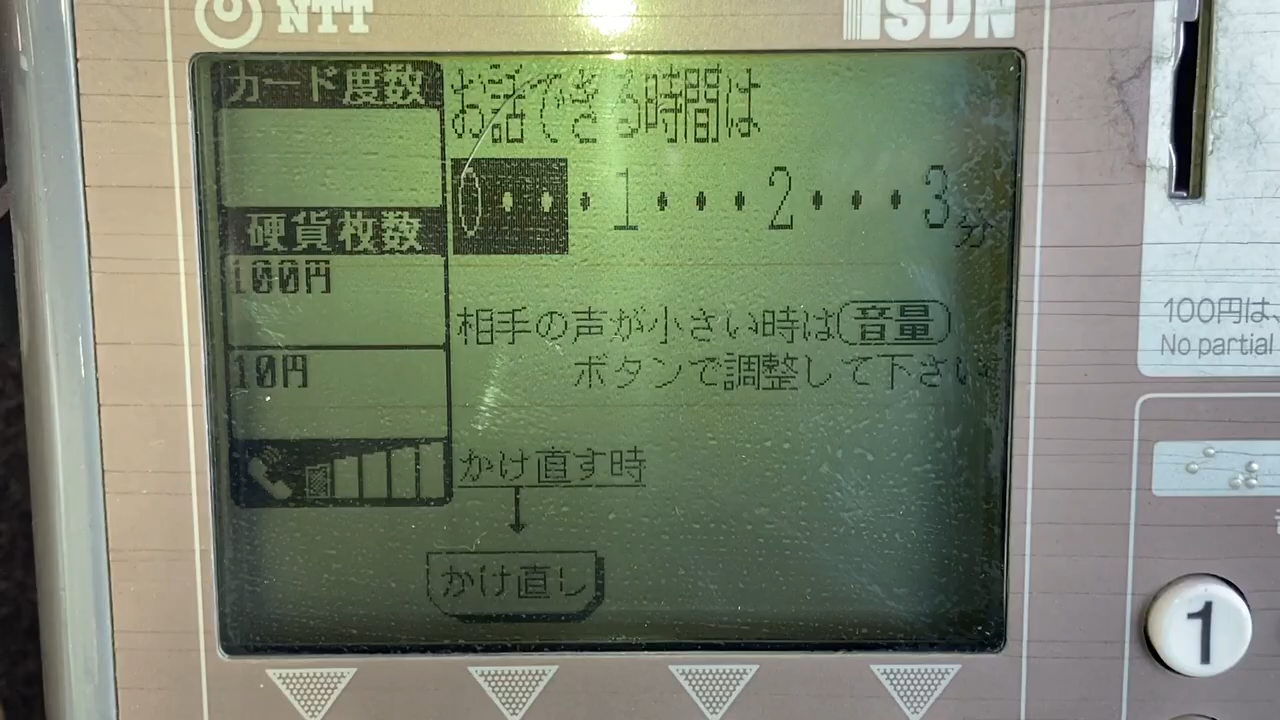 NTT
ISDN
カード度数
お話できる時間は
0・・・1・・・2・・・3分
硬貨枚数
100円
相手の声が小さい時は音量
ボタンで調整して下さい
10円
かけ直す時
かけ直し
100円は、
No partial
1